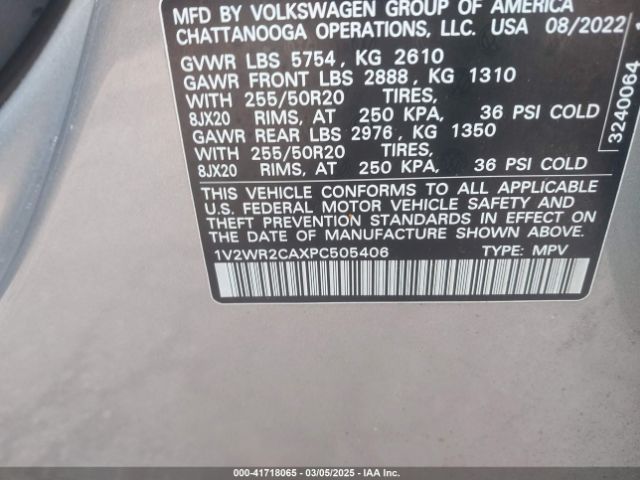 MFD BY VOLKSWAGEN GROUP OF AMERICA
CHATTANOOGA OPERATIONS, LLC. USA 08/2022
GVWR LBS 5754, KG 2610
GAWR FRONT LBS 2888, KG 1310
WITH 255/50R20 TIRES,
8JX20 RIMS, AT 250 KPA, 36 PSI COLD
GAWR REAR LBS 2976, KG 1350
WITH 255/50R20 TIRES,
8JX20 RIMS, AT 250 KPA, 36 PSI COLD
THIS VEHICLE CONFORMS TO ALL APPLICABLE
U.S. FEDERAL MOTOR VEHICLE SAFETY AND
THEFT PREVENTION STANDARDS IN EFFECT ON
THE DATE OF MANUFACTURE SHOWN ABOVE.
1V2WR2CAXPC505406 TYPE: MPV
3240064
000-41718065 - 03/05/2025 - IAA Inc.